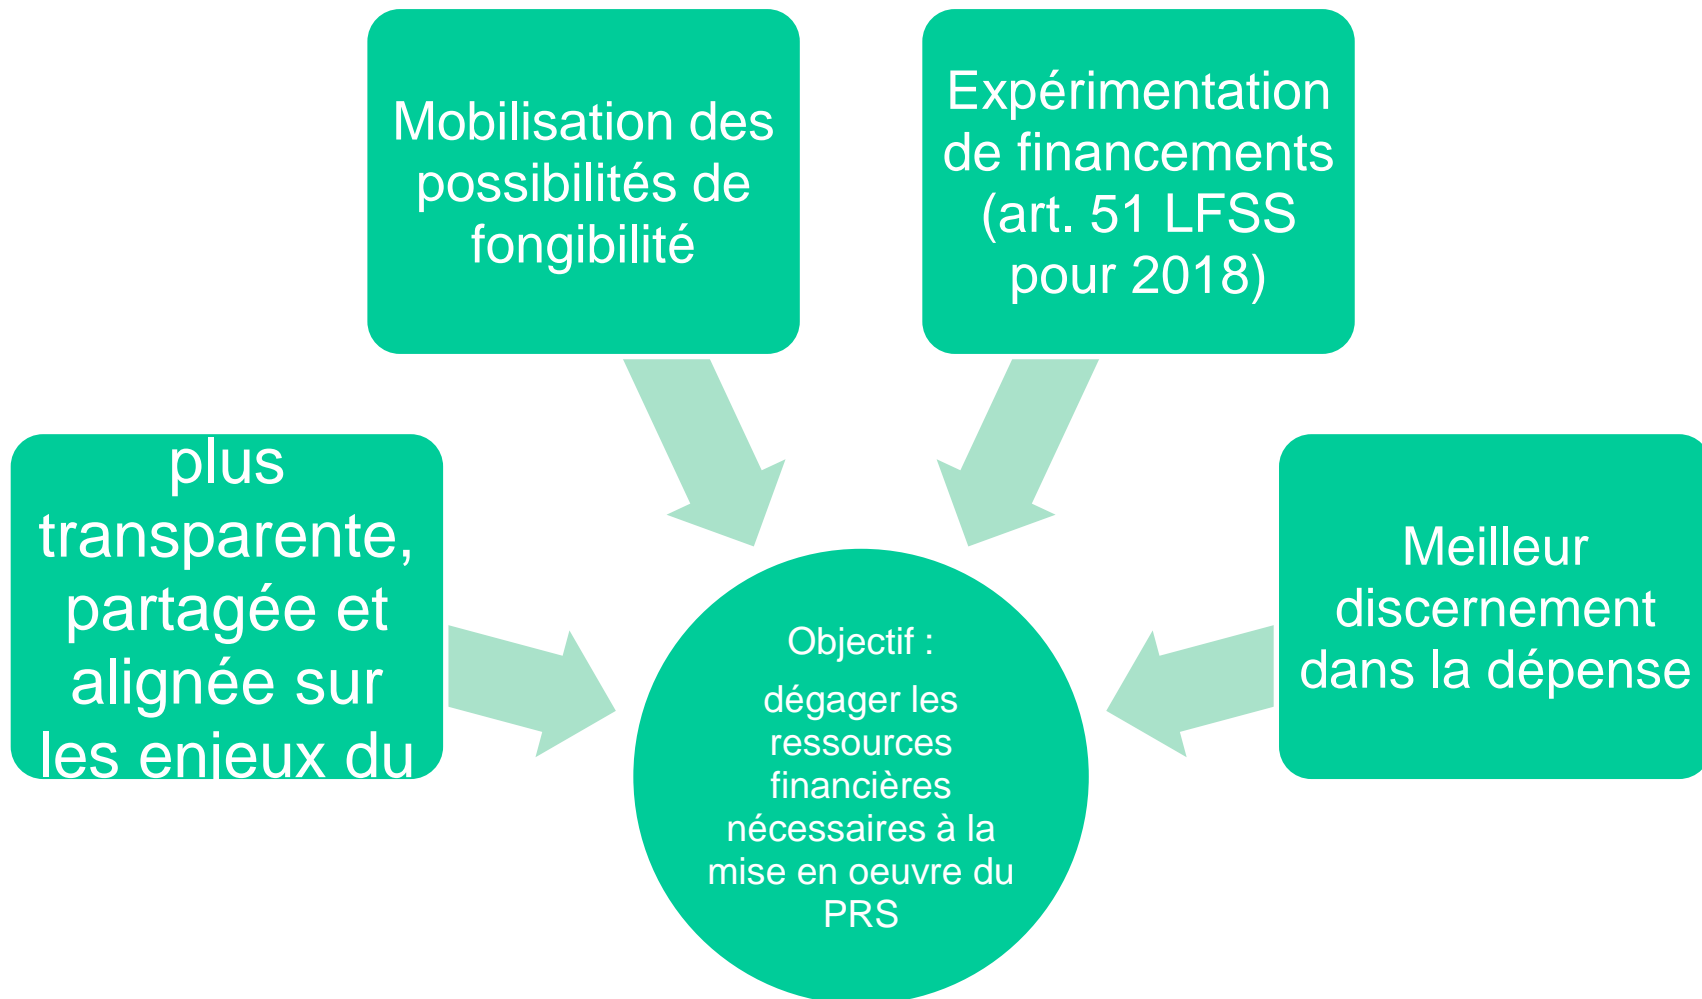 Mobilisation des
possibilités de
fongibilité
Expérimentation
de financements
(art. 51 LFSS
pour 2018)
plus
transparente,
partagée et
alignée sur
les enjeux du
Meilleur
discernement
dans la dépense
Objectif :
dégager les
ressources
financières
nécessaires à la
mise en oeuvre du
PRS